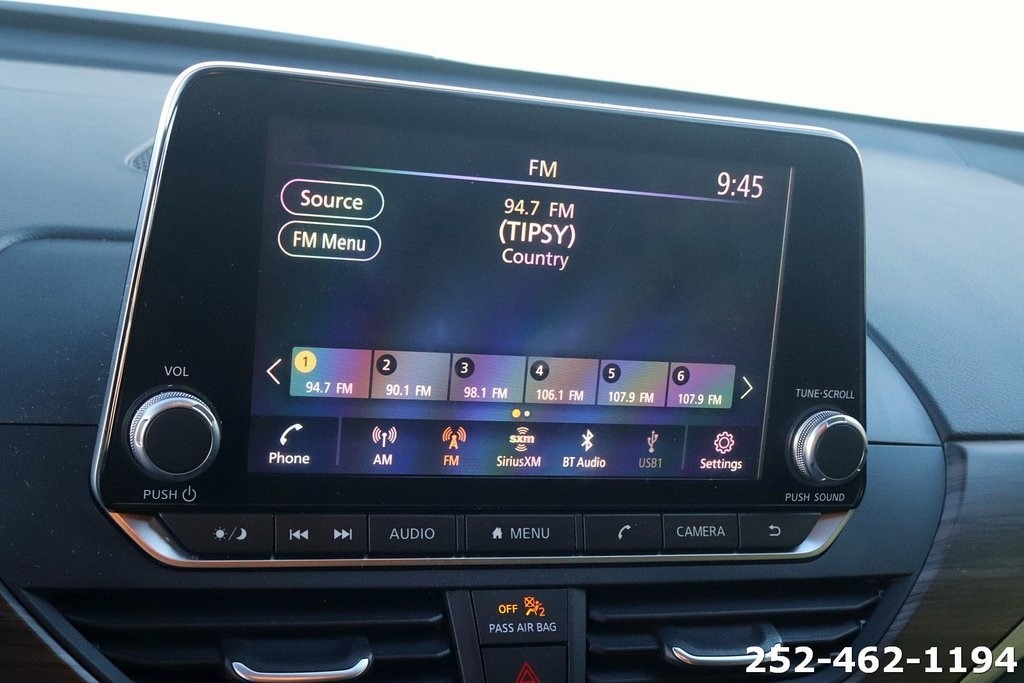 FM
9:45
Source
94.7 FM
(TIPSY)
FM Menu
Country
1 2 3 4 5 6
94.7 FM 90.1 FM 98.1 FM 106.1 FM 107.9 FM 107.9 FM
VOL
TUNE·SCROLL
sxm
Phone AM FM SiriusXM BT Audio USB1 Settings
PUSH
PUSH SOUND
AUDIO MENU CAMERA
OFF 2
PASS AIR BAG
252-462-1194